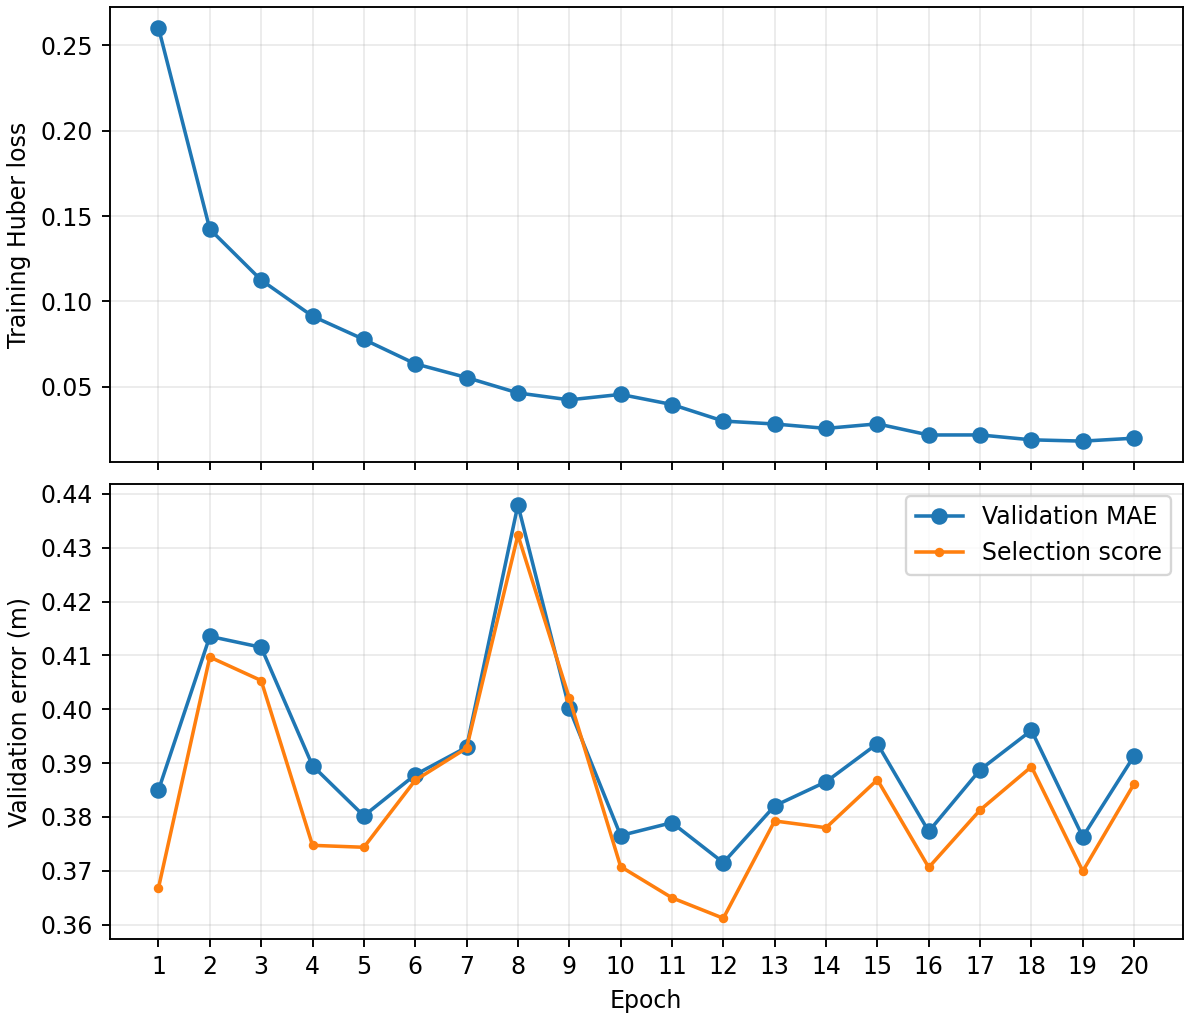 Training Huber loss
0.25
0.20
0.15
0.10
0.05
Validation error (m)
0.44
0.43
0.42
0.41
0.40
0.39
0.38
0.37
0.36
Validation MAE
Selection score
1 2 3 4 5 6 7 8 9 10 11 12 13 14 15 16 17 18 19 20
Epoch